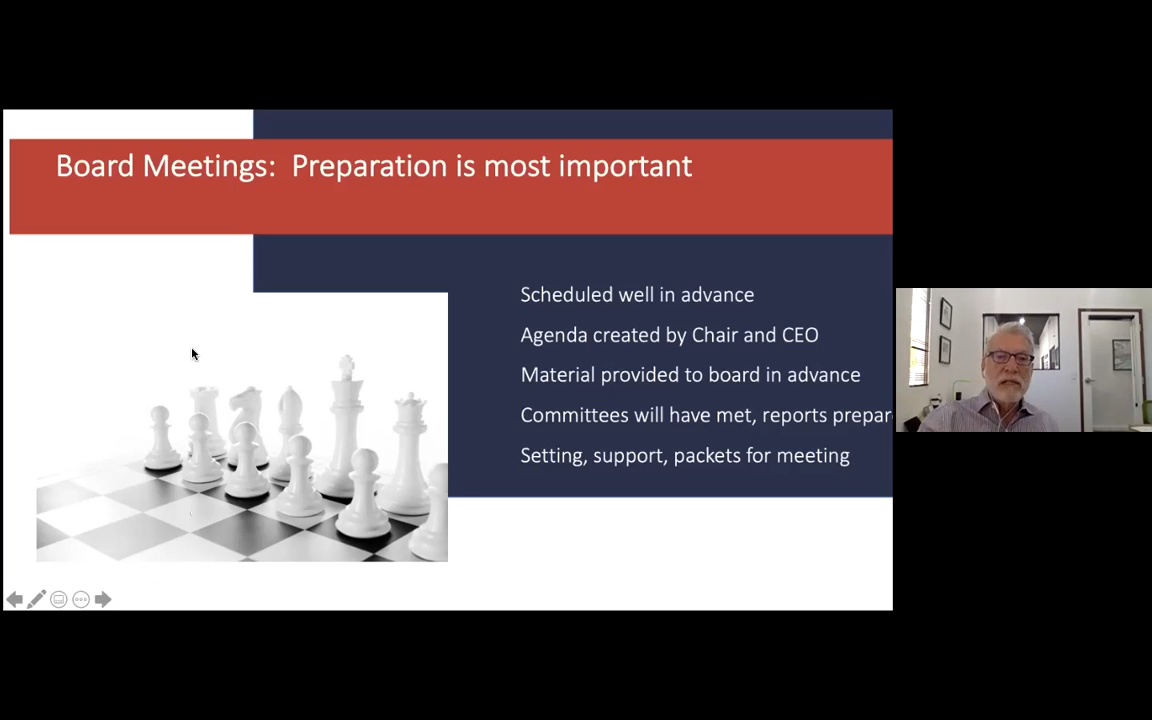 Board Meetings: Preparation is most important
Scheduled well in advance
Agenda created by Chair and CEO
Material provided to board in advance
Committees will have met, reports prepar
Setting, support, packets for meeting